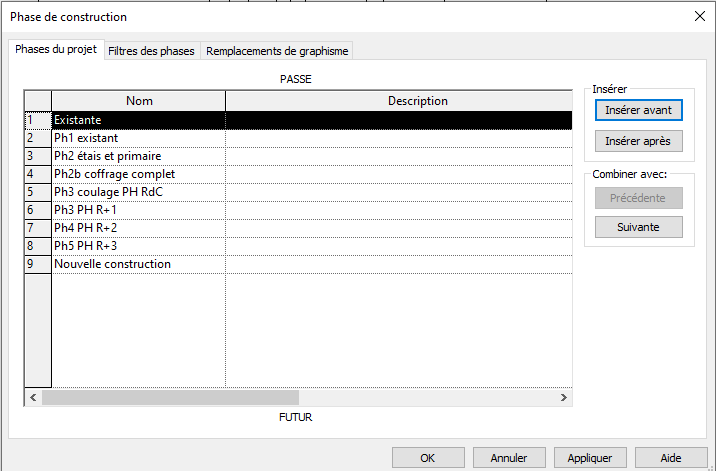 Phase de construction
Phases du projet Filtres des phases Remplacements de graphisme
PASSE
Nom Description
1 Existante
2 Ph1 existant
3 Ph2 étais et primaire
4 Ph2b coffrage complet
5 Ph3 coulage PH RdC
6 Ph3 PH R+1
7 Ph4 PH R+2
8 Ph5 PH R+3
9 Nouvelle construction
FUTUR
Insérer
Insérer avant
Insérer après
Combiner avec:
Précédente
Suivante
OK Annuler Appliquer Aide